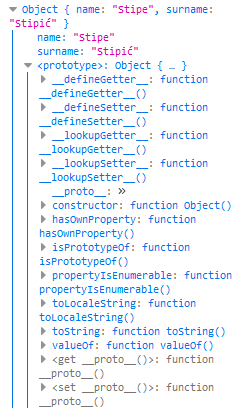 Object { name: "Stipe", surname:
"Stipić" }
name: "Stipe"
surname: "Stipić"
<prototype>: Object { … }
__defineGetter__: function
__defineGetter__()
__defineSetter__: function
__defineSetter__()
__lookupGetter__: function
__lookupGetter__()
__lookupSetter__: function
__lookupSetter__()
__proto__: »
constructor: function Object()
hasOwnProperty: function
hasOwnProperty()
isPrototypeOf: function
isPrototypeOf()
propertyIsEnumerable: function
propertyIsEnumerable()
toLocaleString: function
toLocaleString()
toString: function toString()
valueOf: function valueOf()
<get __proto__()>: function
__proto__()
<set __proto__()>: function
__proto__()